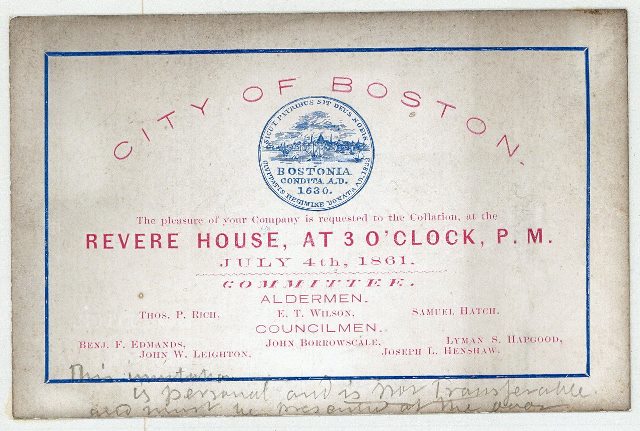 CITY OF BOSTON.
SICUT PATRIBUS SIT DEUS NOBIS
BOSTONIA
CONDITA A.D.
1630.
CIVITATIS REGIMINE DONATA A.D. 1822
The pleasure of your Company is requested to the Collation, at the
REVERE HOUSE, AT 3 O'CLOCK, P. M.
JULY 4th, 1861.
COMMITTEE.
ALDERMEN.
Thos. P. Rich, E. T. Wilson, Samuel Hatch.
COUNCILMEN.
Benj. F. Edmands, John Borrowscale, Lyman S. Hapgood,
John W. Leighton, Joseph L. Henshaw.
This invitation
is personal and is not transferable
and must be presented at the door